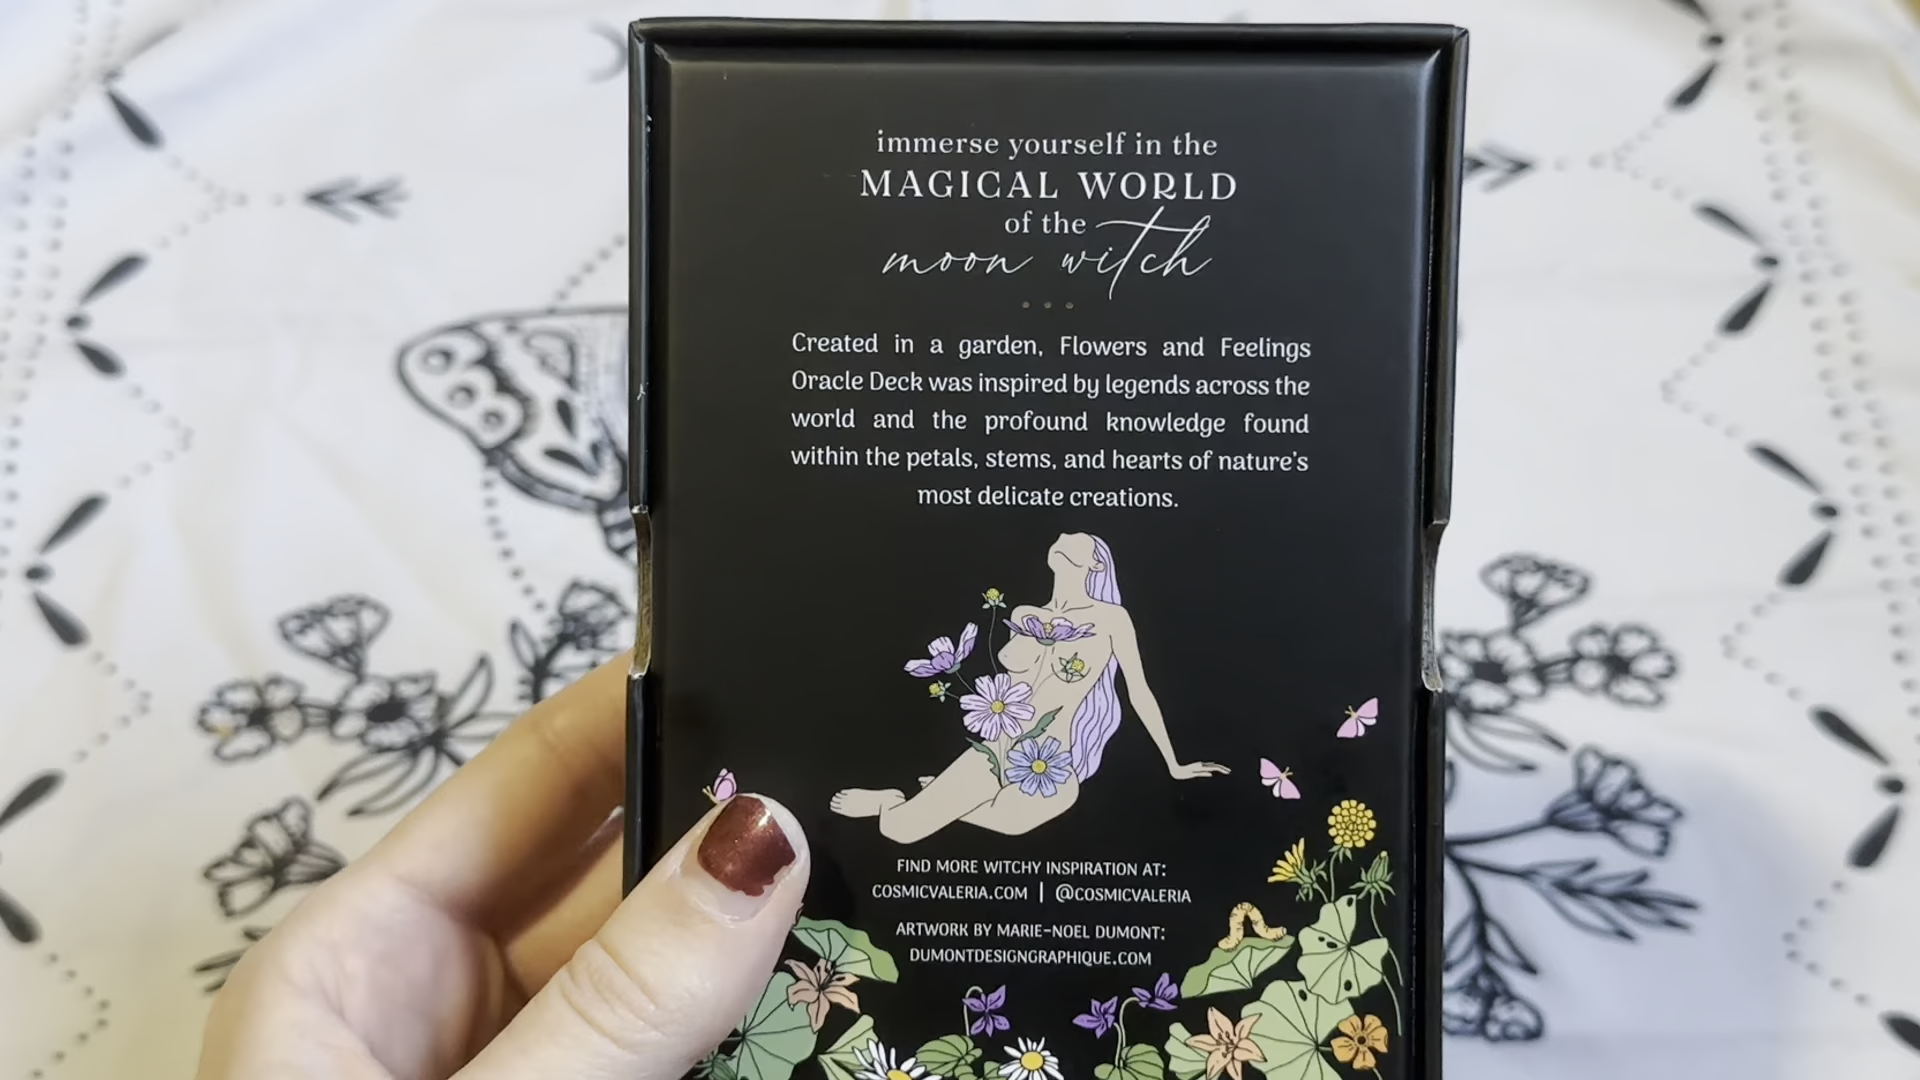 immerse yourself in the
MAGICAL WORLD
of the
moon witch
Created in a garden, Flowers and Feelings
Oracle Deck was inspired by legends across the
world and the profound knowledge found
within the petals, stems, and hearts of nature's
most delicate creations.
FIND MORE WITCHY INSPIRATION AT:
COSMICVALERIA.COM | @COSMICVALERIA
ARTWORK BY MARIE-NOEL DUMONT:
DUMONTDESIGNGRAPHIQUE.COM